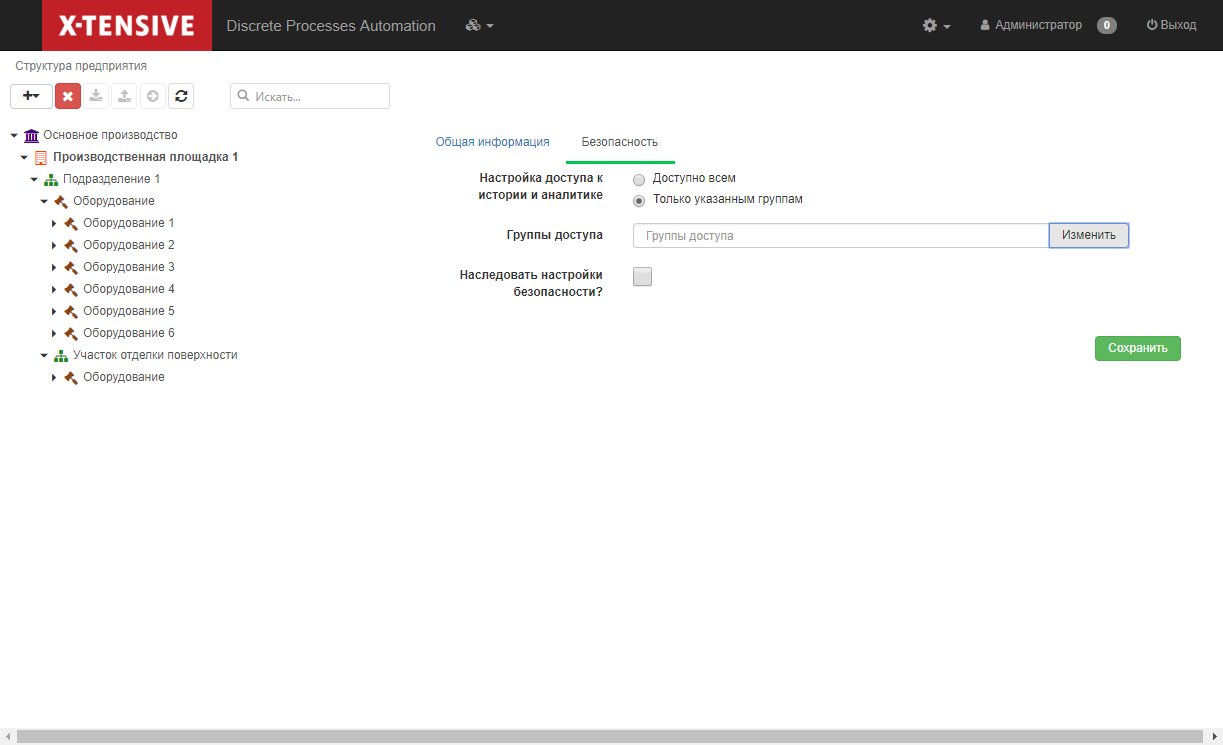 X-TENSIVE Discrete Processes Automation Администратор 0 Выход
Структура предприятия
Искать...
Основное производство
Производственная площадка 1
Подразделение 1
Оборудование
Оборудование 1
Оборудование 2
Оборудование 3
Оборудование 4
Оборудование 5
Оборудование 6
Участок отделки поверхности
Оборудование
Общая информация Безопасность
Настройка доступа к
истории и аналитике
Доступно всем
Только указанным группам
Группы доступа Группы доступа Изменить
Наследовать настройки
безопасности?
Сохранить